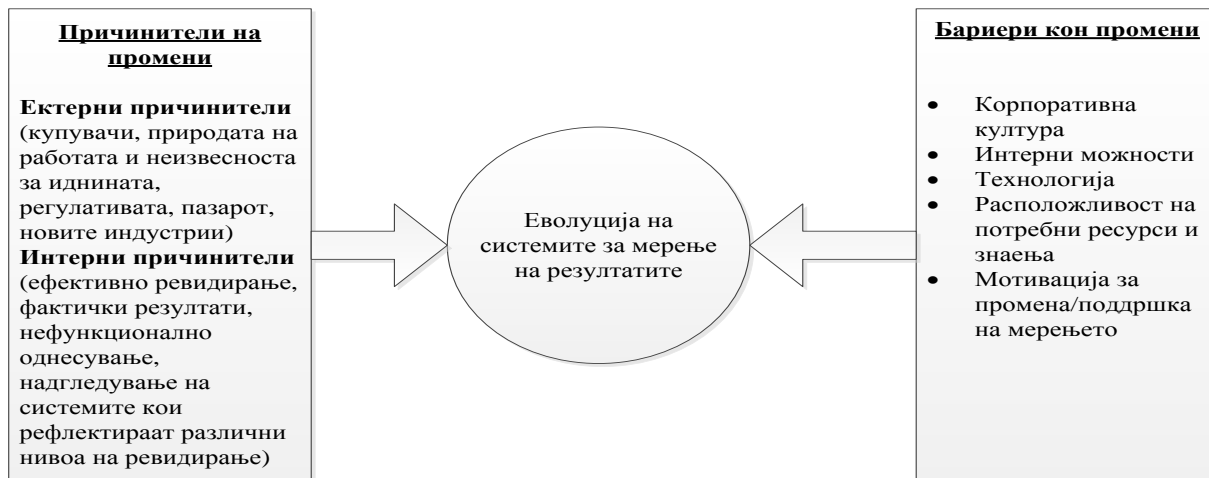 Причинители на
промени
Ектерни причинители
(купувачи, природата на
работата и неизвесноста
за иднината,
регулативата, пазарот,
новите индустрии)
Интерни причинители
(ефективно ревидирање,
фактички резултати,
нефункционално
однесување,
надгледување на
системите кои
рефлектираат различни
нивоа на ревидирање)
Еволуција на
системите за мерење
на резултатите
Бариери кон промени
• Корпоративна
култура
• Интерни можности
• Технологија
• Расположливост на
потребни ресурси и
знаења
• Мотивација за
промена/поддршка
на мерењето